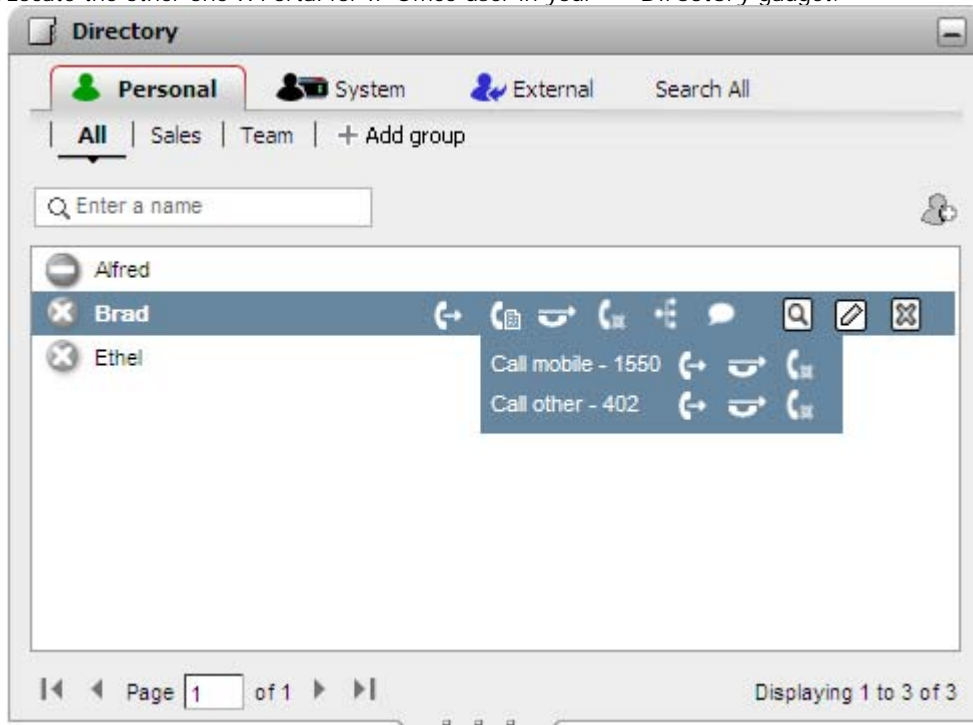 Directory
Personal System External Search All
All | Sales | Team | + Add group
Enter a name
Alfred
Brad
Ethel
Call mobile - 1550
Call other - 402
Page 1 of 1
Displaying 1 to 3 of 3